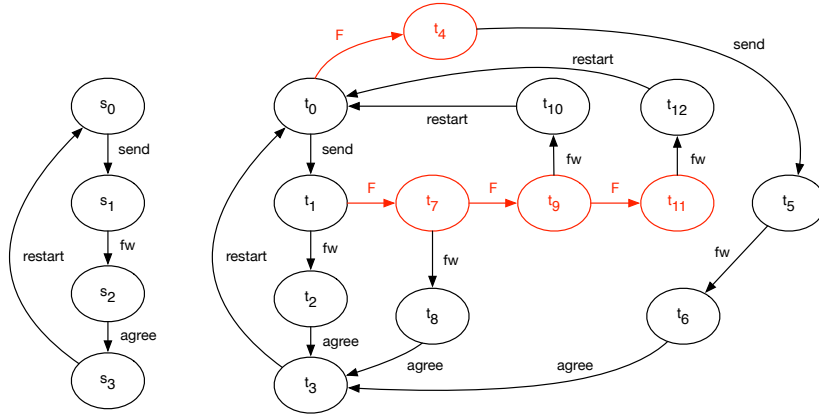 F
t4
send
restart
s0
t0
t10
t12
restart
send
send
fw
fw
s1
t1
F
t7
F
t9
F
t11
t5
fw
restart
restart
fw
fw
fw
s2
t2
t8
t6
agree
agree
agree
agree
s3
t3